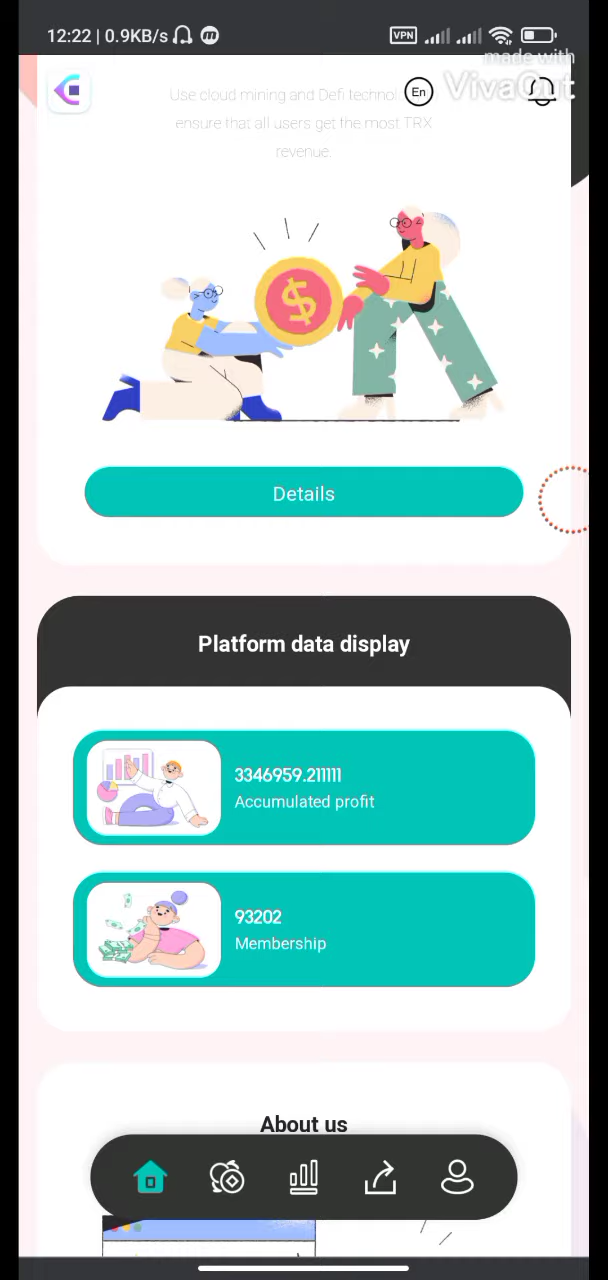 12:22 | 0.9KB/s
VPN
made with
VivaCut
En
Use cloud mining and Defi technol
ensure that all users get the most TRX
revenue.
$
Details
Platform data display
3346959.211111
Accumulated profit
93202
Membership
About us